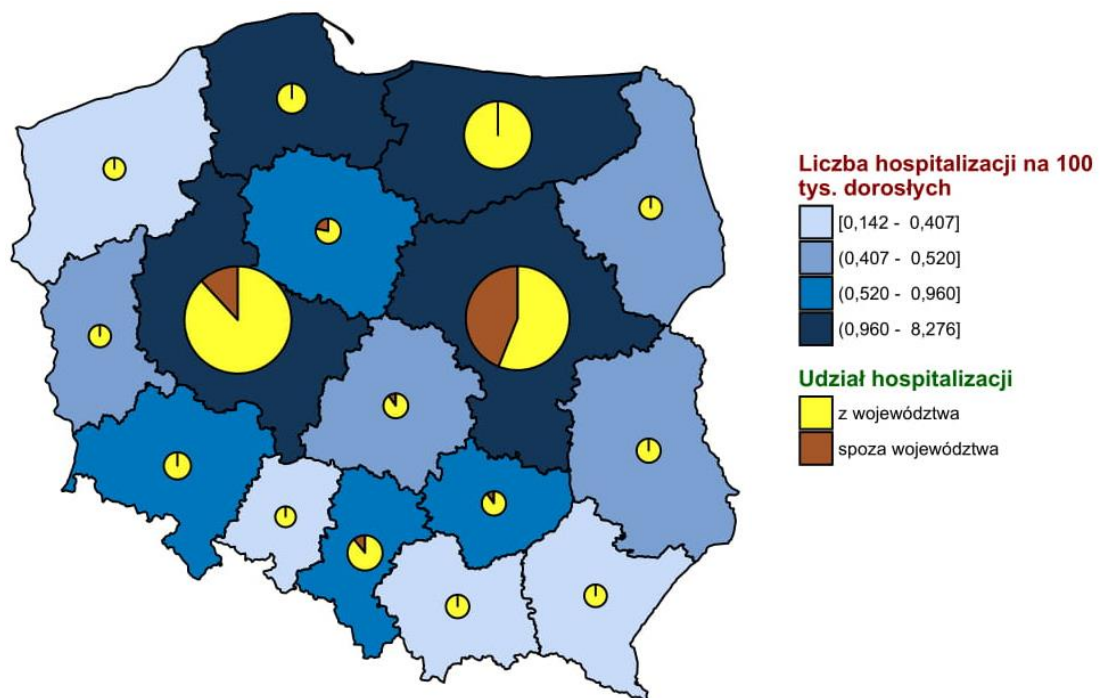 Liczba hospitalizacji na 100
tys. dorosłych
[0,142 - 0,407]
(0,407 - 0,520]
(0,520 - 0,960]
(0,960 - 8,276]
Udział hospitalizacji
z województwa
spoza województwa